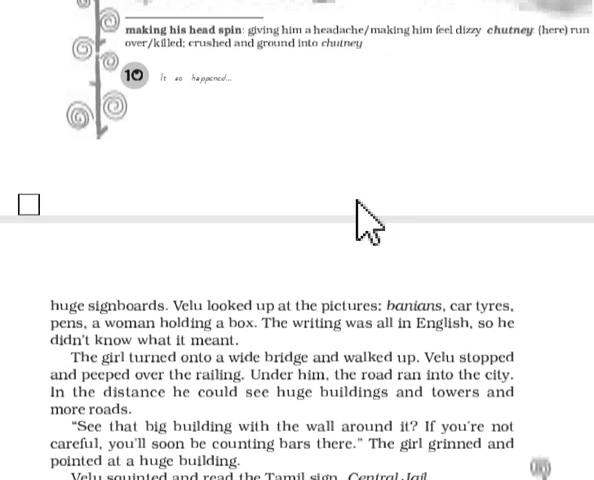 making his head spin: giving him a headache/making him feel dizzy chutney: (here) run
over/killed; crushed and ground into chutney
10 It so happened...
huge signboards. Velu looked up at the pictures: banians, car tyres,
pens, a woman holding a box. The writing was all in English, so he
didn't know what it meant.
The girl turned onto a wide bridge and walked up. Velu stopped
and peeped over the railing. Under him, the road ran into the city.
In the distance he could see huge buildings and towers and
more roads.
"See that big building with the wall around it? If you're not
careful, you'll soon be counting bars there." The girl grinned and
pointed at a huge building.
Velu squinted and read the Tamil sign, Central Jail